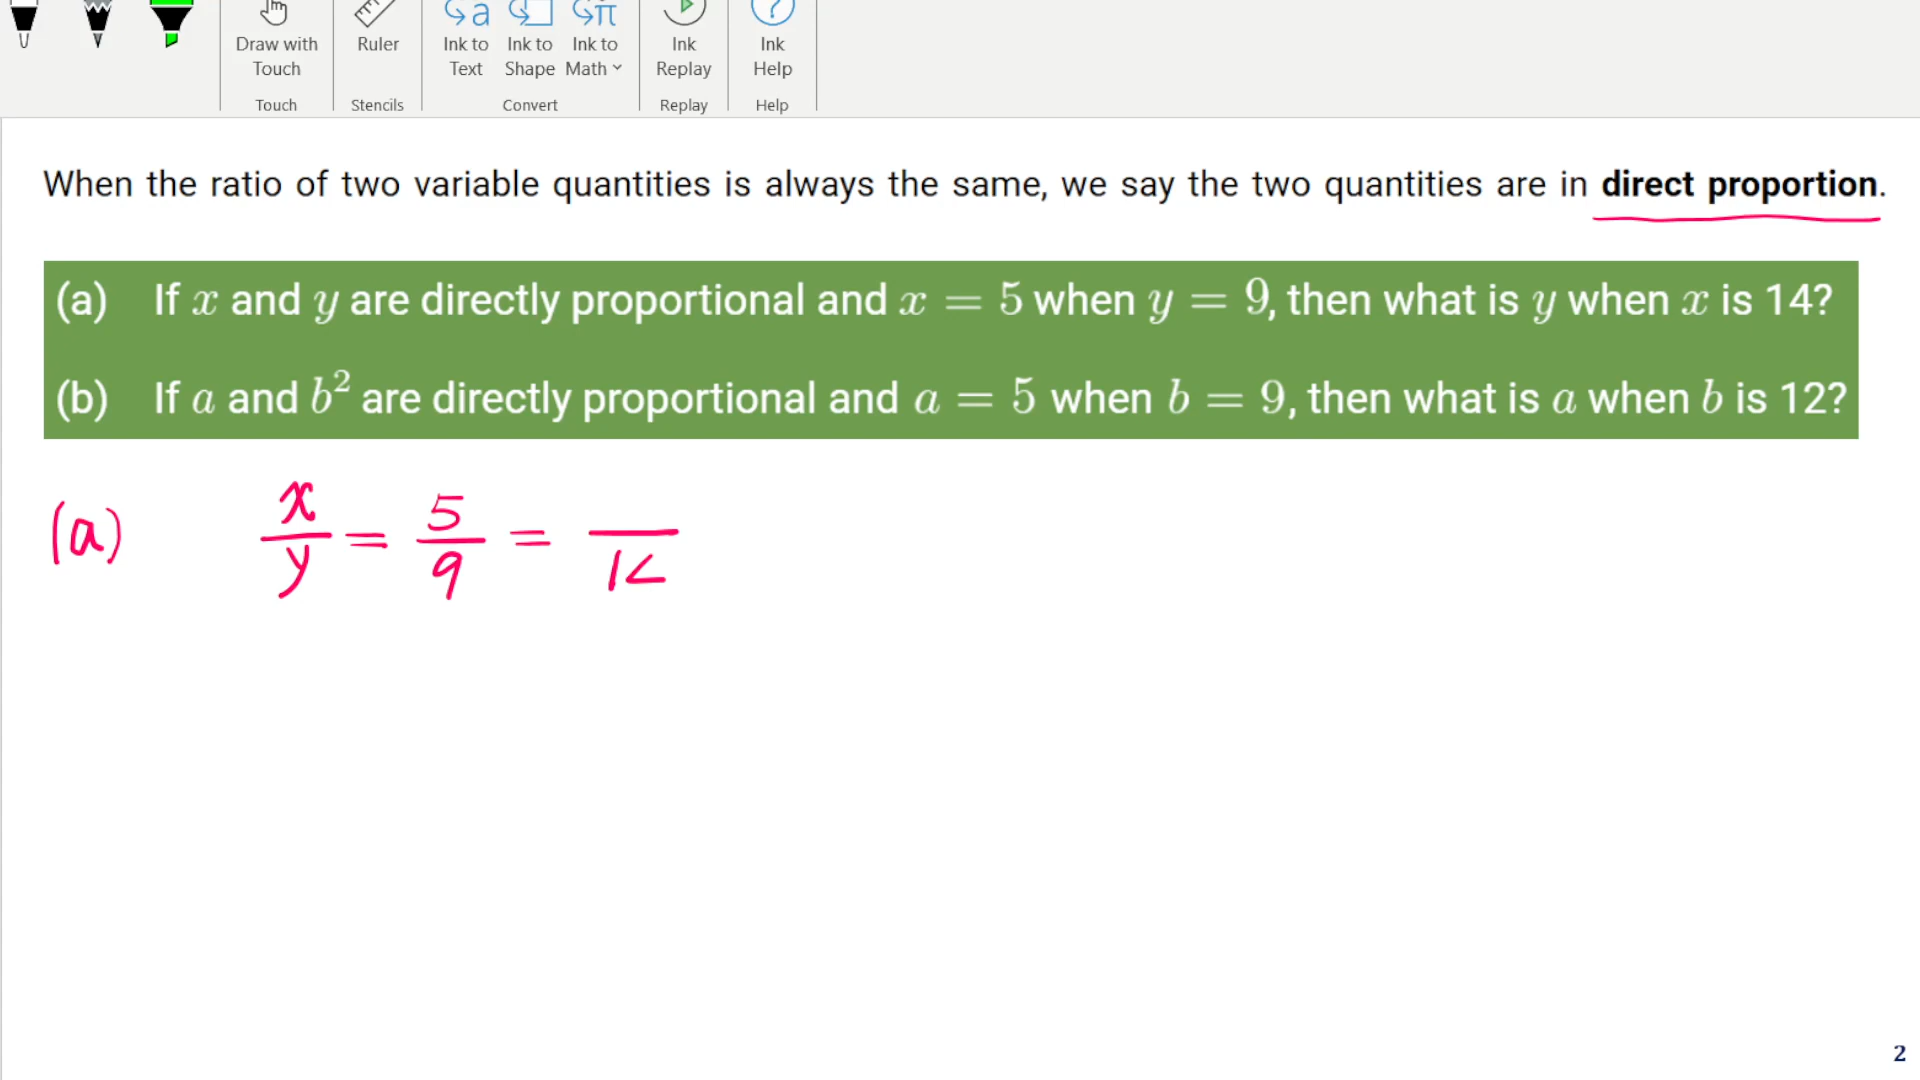 Draw with Touch
Ruler
Ink to Text
Ink to Shape
Ink to Math
Ink Replay
Ink Help
Touch
Stencils
Convert
Replay
Help
When the ratio of two variable quantities is always the same, we say the two quantities are in direct proportion.
(a) If x and y are directly proportional and x = 5 when y = 9, then what is y when x is 14?
(b) If a and b² are directly proportional and a = 5 when b = 9, then what is a when b is 12?
(a) x/y = 5/9 =
2